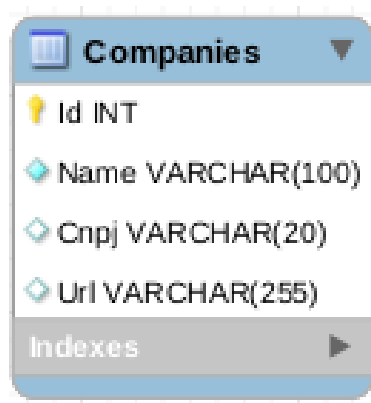 Companies
Id INT
Name VARCHAR(100)
Cnpj VARCHAR(20)
Url VARCHAR(255)
Indexes